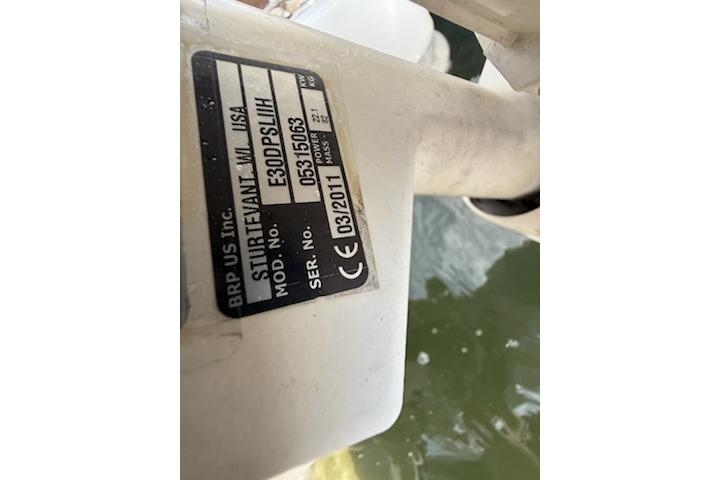 BRP US Inc.
STURTEVANT, WI., USA
MOD. No. E30DPSLIIH
SER. No. 05315063
CE 03/2011 POWER 22.1 KW
MASS 82 KG